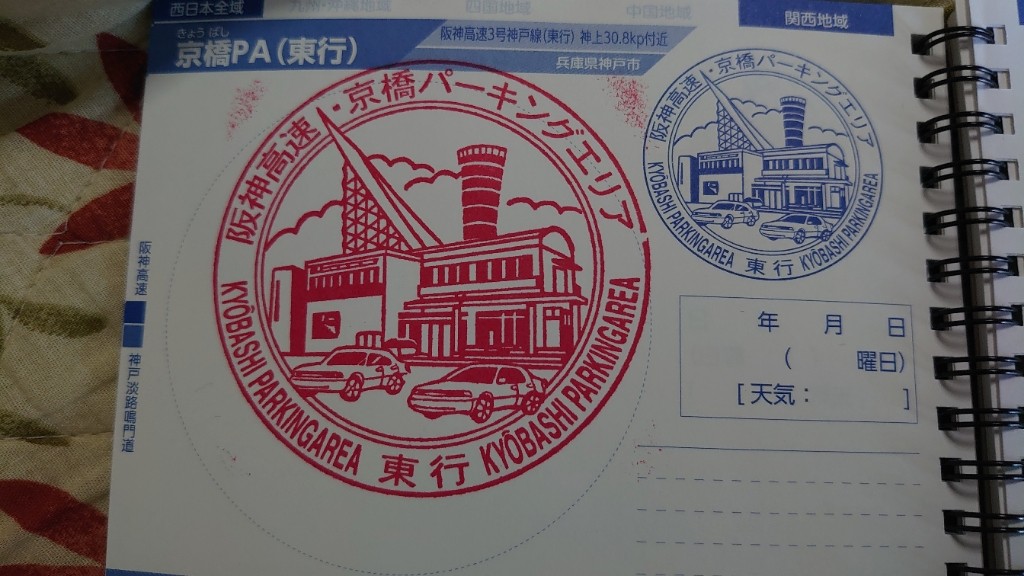 西日本全域 九州・沖縄地域 四国地域 中国地域 関西地域
きょうばし
京橋PA(東行)
阪神高速3号神戸線(東行) 神上30.8kp付近
兵庫県神戸市
阪神高速・京橋パーキングエリア
KYŌBASHI PARKINGAREA 東行 KYŌBASHI PARKINGAREA
阪神高速・京橋パーキングエリア
KYŌBASHI PARKINGAREA 東行 KYŌBASHI PARKINGAREA
年 月 日
( 曜日)
[天気: ]
阪神高速
神戸淡路鳴門道